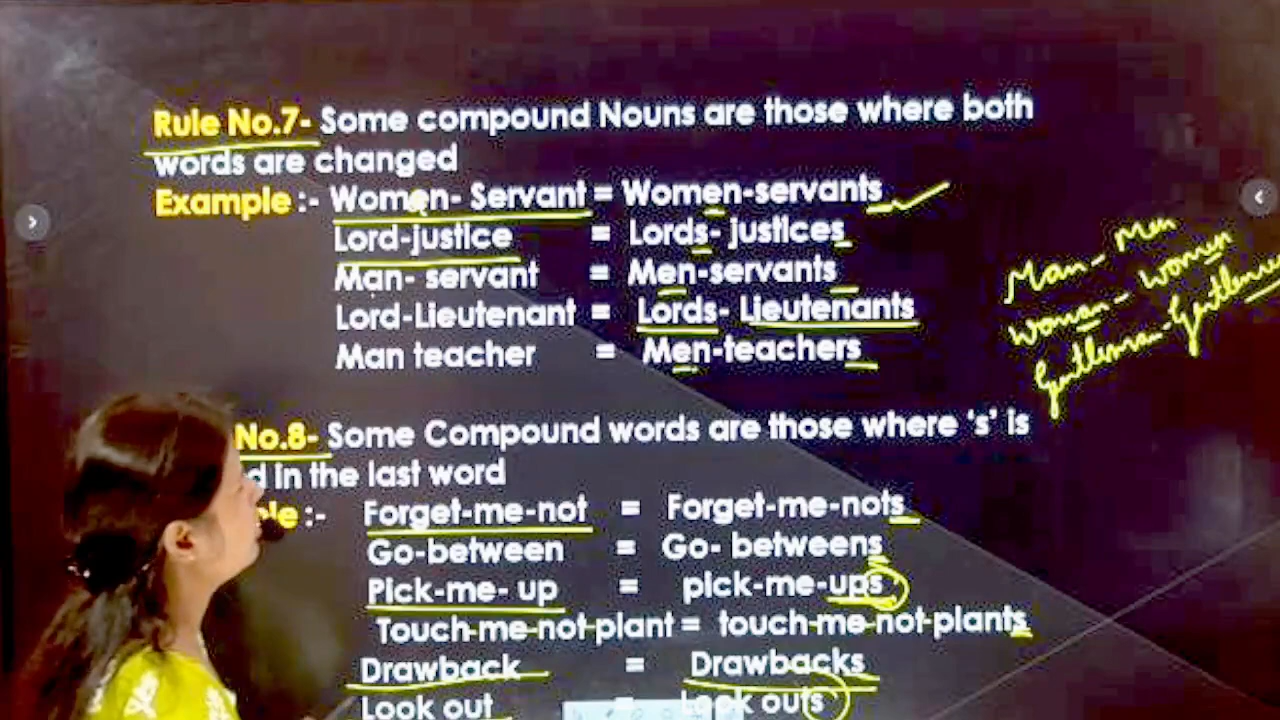 Rule No.7- Some compound Nouns are those where both
words are changed
Example :- Women- Servant = Women-servants
Lord-justice = Lords- justices
Man- servant = Men-servants
Lord-Lieutenant = Lords- Lieutenants
Man teacher = Men-teachers
Man- Men
Woman- Women
Gentleman-
No.8- Some Compound words are those where 's' is
in the last word
:- Forget-me-not = Forget-me-nots
Go-between = Go- betweens
Pick-me- up = pick-me-ups
Touch-me-not-plant = touch-me-not-plants
Drawback = Drawbacks
Look out = Look outs